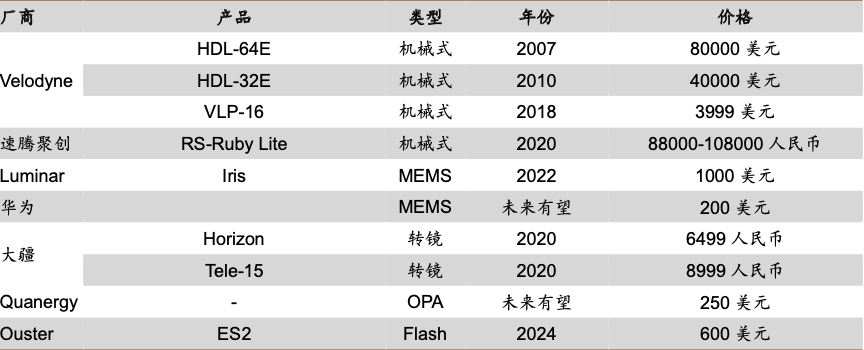 厂商 产品 类型 年份 价格
HDL-64E 机械式 2007 80000 美元
Velodyne HDL-32E 机械式 2010 40000 美元
VLP-16 机械式 2018 3999 美元
速腾聚创 RS-Ruby Lite 机械式 2020 88000-108000 人民币
Luminar Iris MEMS 2022 1000 美元
华为 MEMS 未来有望 200 美元
大疆 Horizon 转镜 2020 6499 人民币
Tele-15 转镜 2020 8999 人民币
Quanergy - OPA 未来有望 250 美元
Ouster ES2 Flash 2024 600 美元